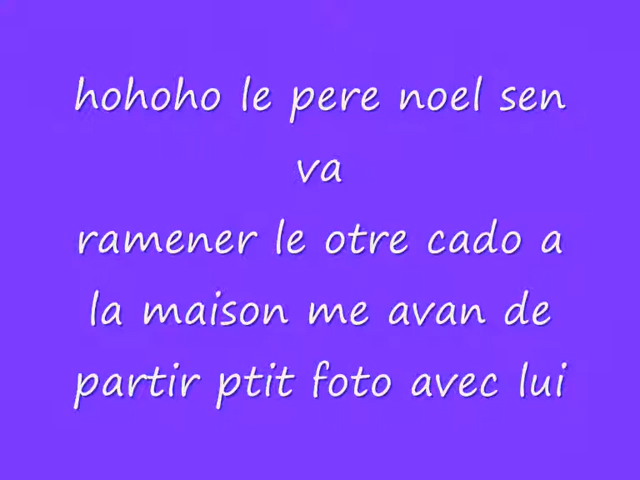 hohoho le pere noel sen
va
ramener le otre cado a
la maison me avan de
partir ptit foto avec lui